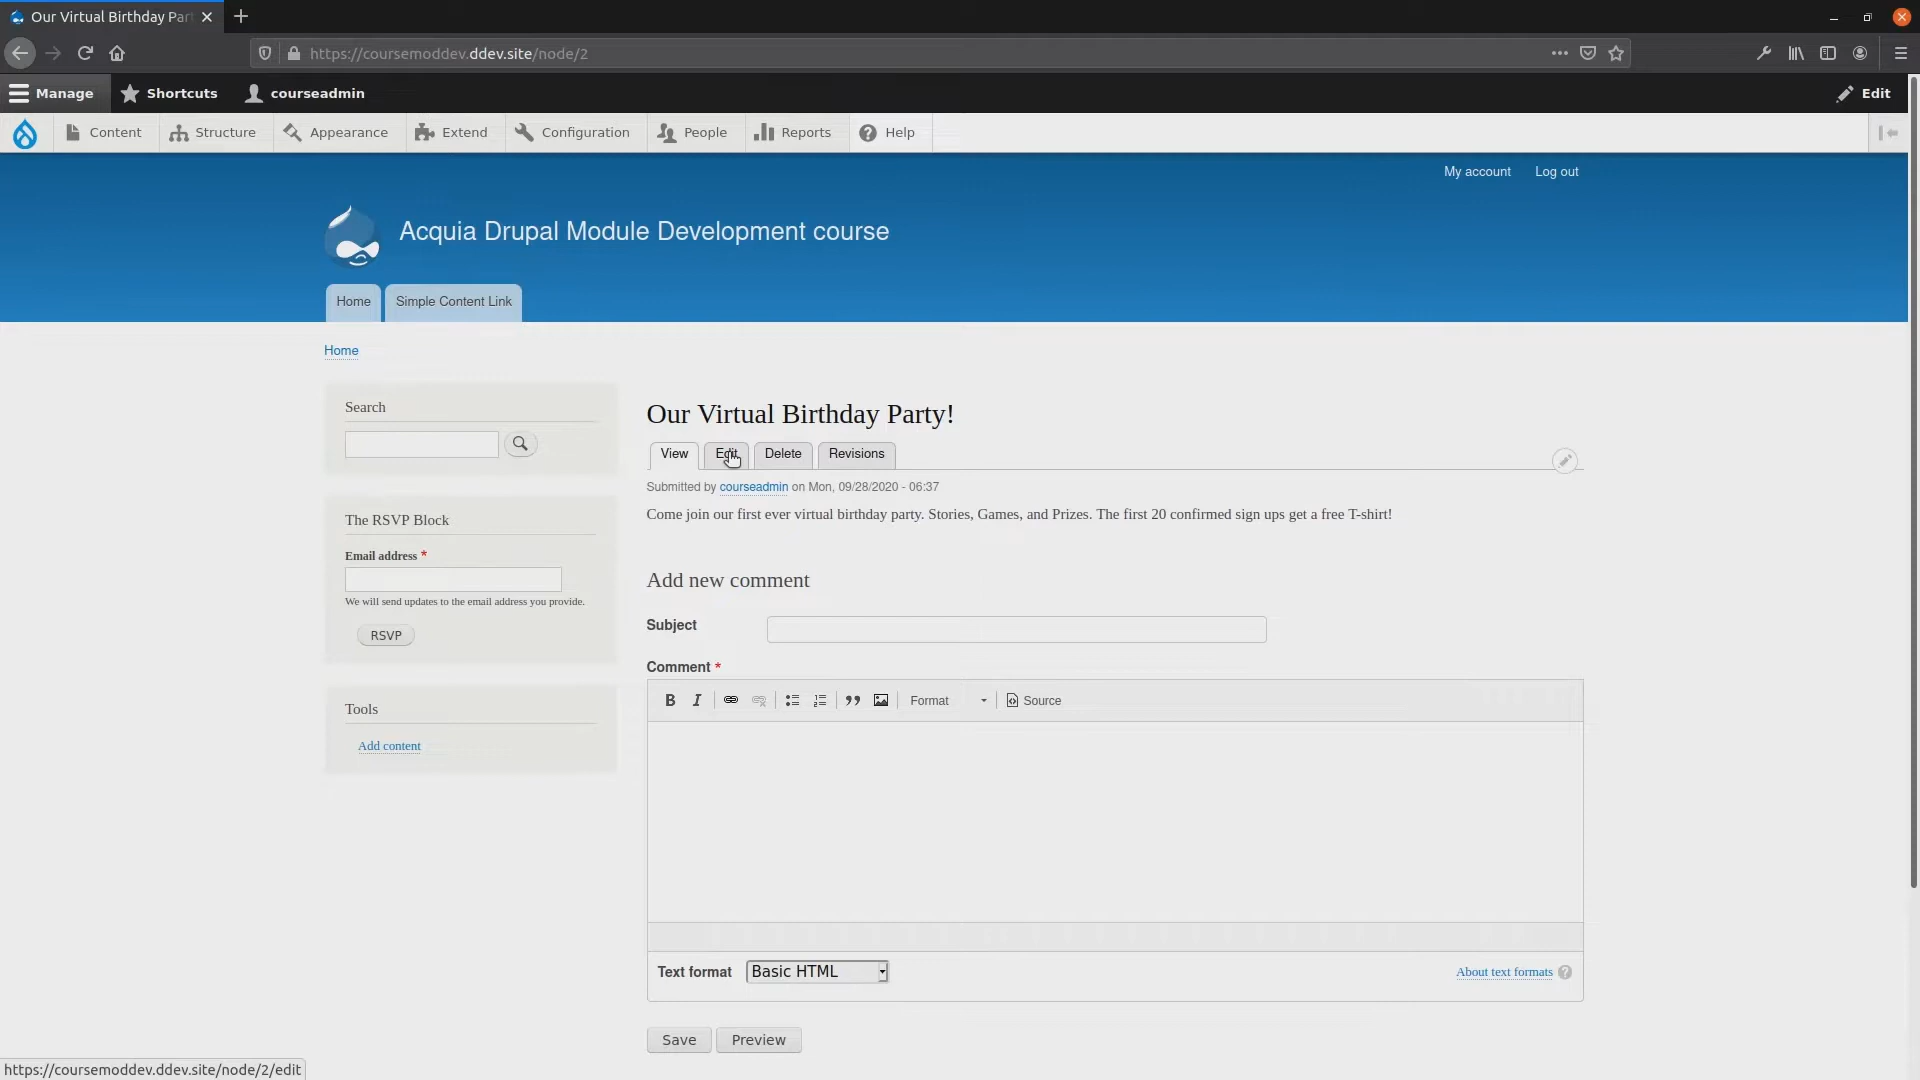 Our Virtual Birthday Par
https://coursemoddev.ddev.site/node/2
Manage
Shortcuts
courseadmin
Edit
Content
Structure
Appearance
Extend
Configuration
People
Reports
Help
My account
Log out
Acquia Drupal Module Development course
Home
Simple Content Link
Home
Search
The RSVP Block
Email address *
We will send updates to the email address you provide.
RSVP
Tools
Add content
Our Virtual Birthday Party!
View
Edit
Delete
Revisions
Submitted by courseadmin on Mon, 09/28/2020 - 06:37
Come join our first ever virtual birthday party. Stories, Games, and Prizes. The first 20 confirmed sign ups get a free T-shirt!
Add new comment
Subject
Comment *
B I Format Source
Text format Basic HTML
About text formats ?
Save
Preview
https://coursemoddev.ddev.site/node/2/edit